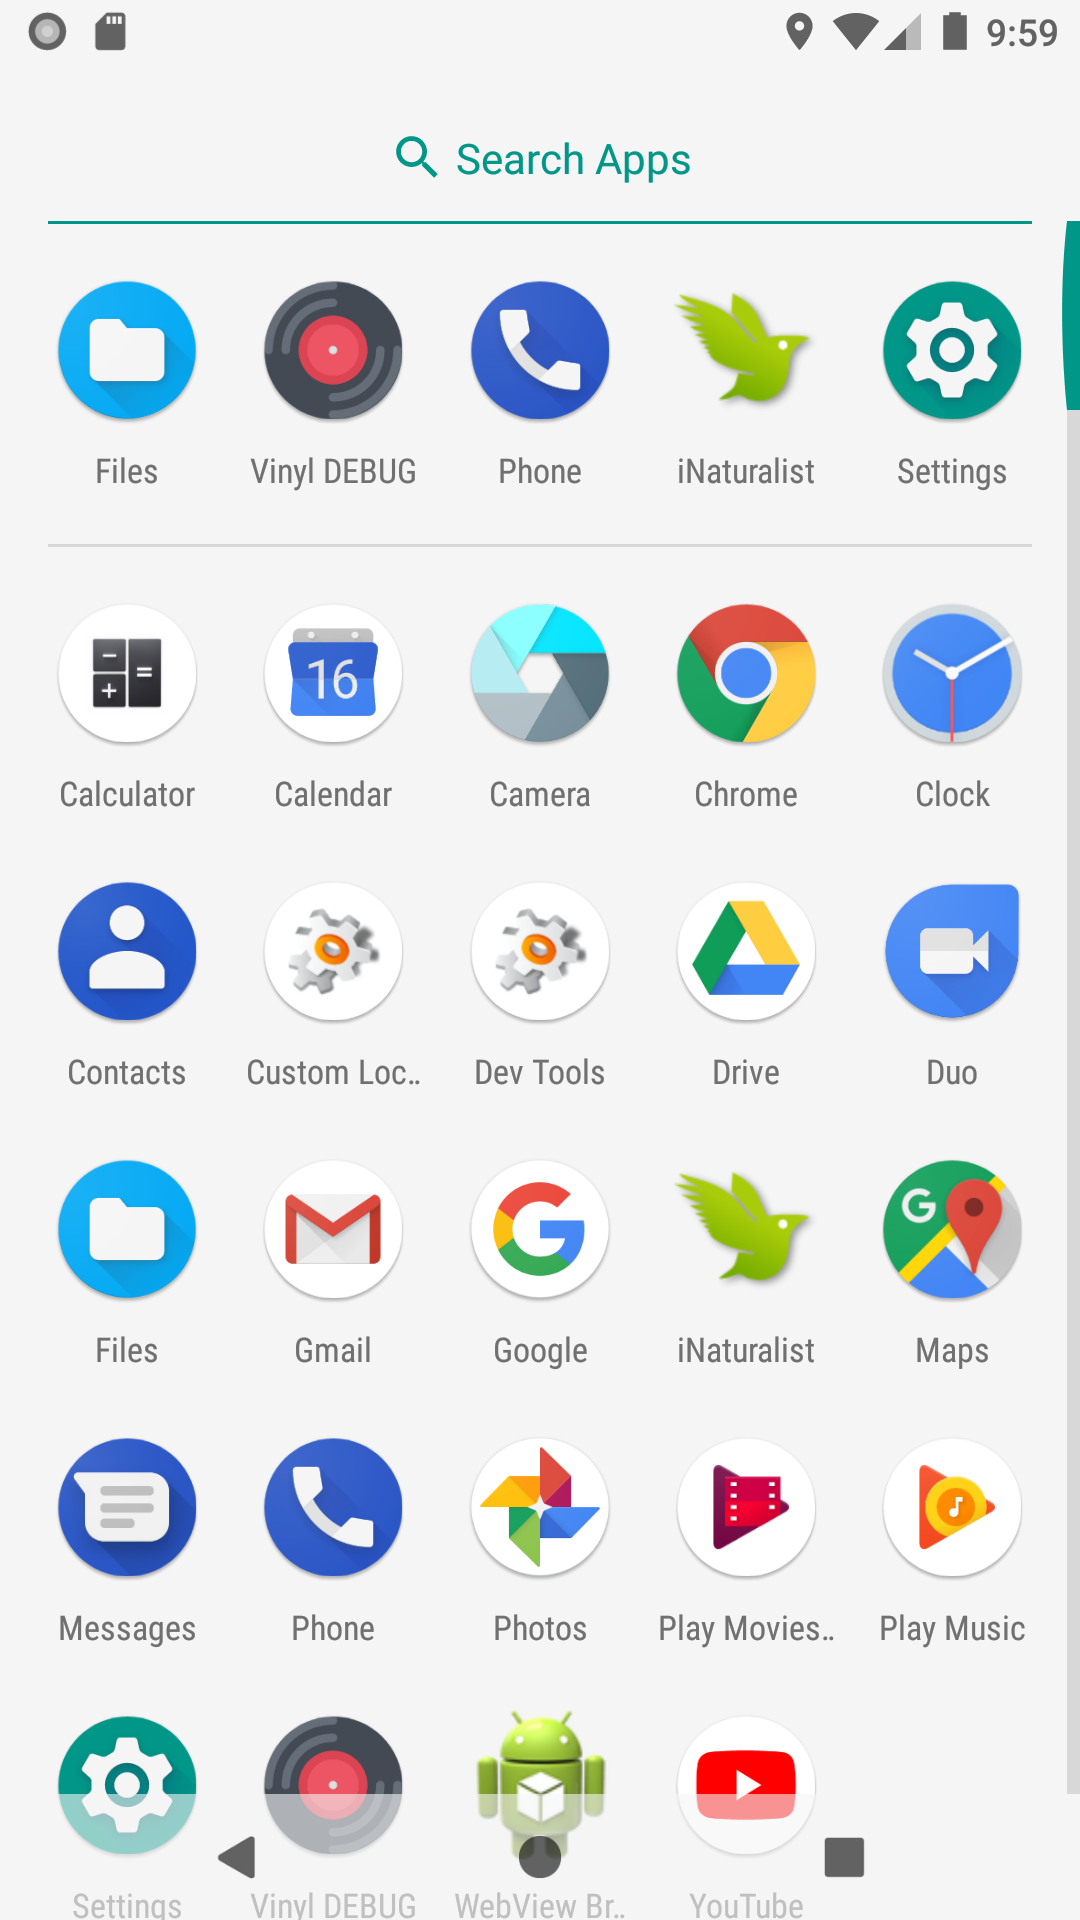 9:59
Search Apps
Files Vinyl DEBUG Phone iNaturalist Settings
16
Calculator Calendar Camera Chrome Clock
Contacts Custom Loc.. Dev Tools Drive Duo
G
Files Gmail Google iNaturalist Maps
Messages Phone Photos Play Movies.. Play Music
Settings Vinyl DEBUG WebView Br.. YouTube